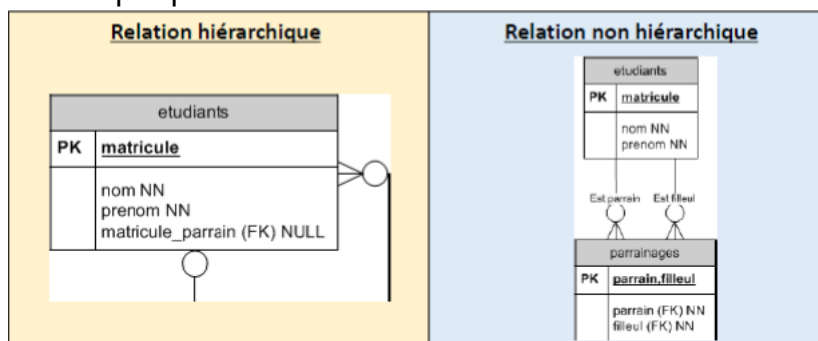 Relation hiérarchique
etudiants
PK matricule
nom NN
prenom NN
matricule_parrain (FK) NULL
Relation non hiérarchique
etudiants
PK matricule
nom NN
prenom NN
Est parrain Est filleul
parrainages
PK parrain,filleul
parrain (FK) NN
filleul (FK) NN